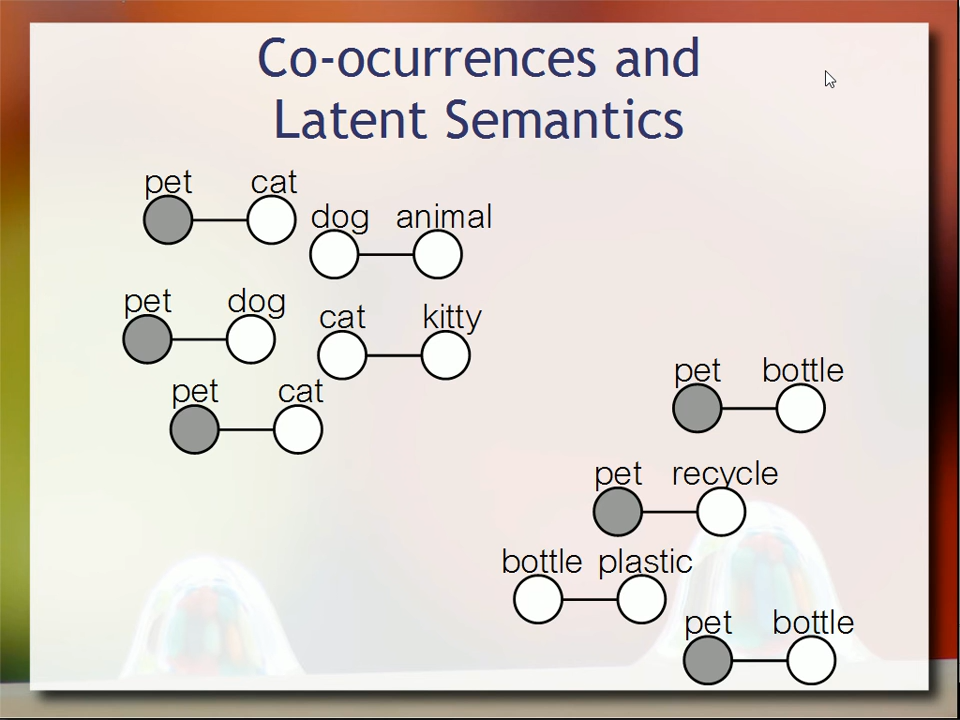 Co-ocurrences and
Latent Semantics
pet cat
dog animal
pet dog
cat kitty
pet cat
pet bottle
pet recycle
bottle plastic
pet bottle